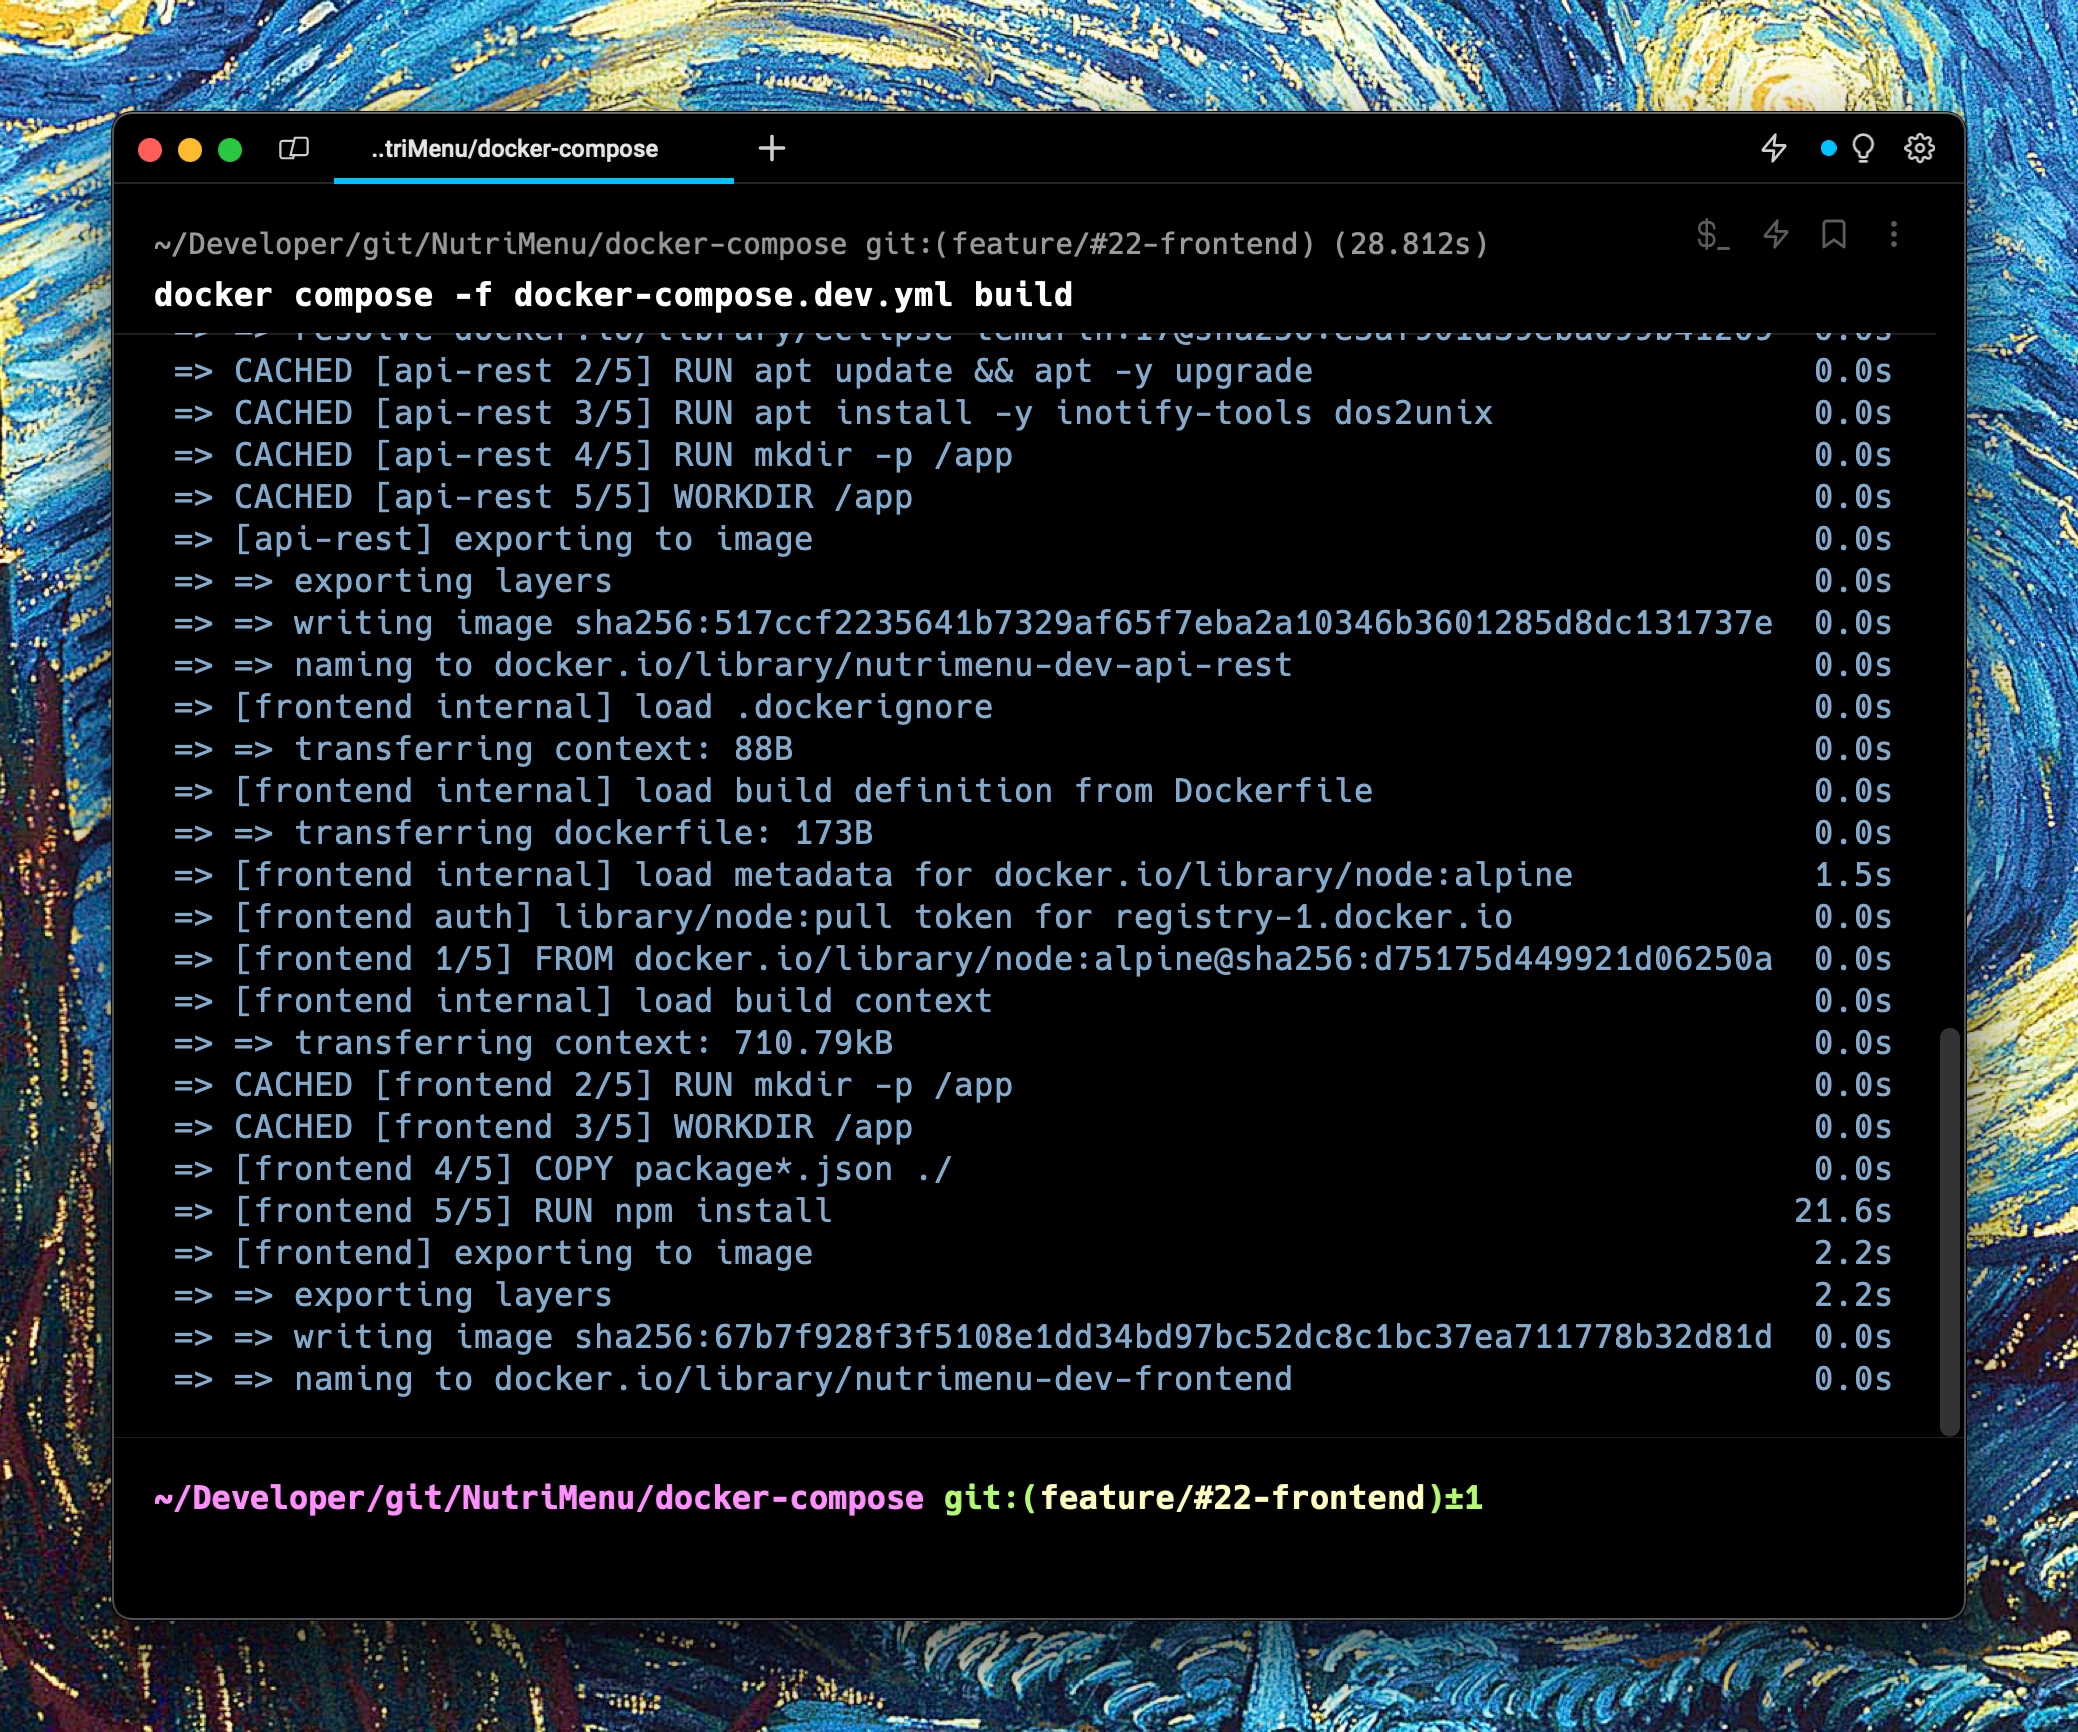 ..triMenu/docker-compose
~/Developer/git/NutriMenu/docker-compose git:(feature/#22-frontend) (28.812s)
docker compose -f docker-compose.dev.yml build
=> => resolve docker.io/library/eclipse-temurin:17@sha256: 0.0s
=> CACHED [api-rest 2/5] RUN apt update && apt -y upgrade 0.0s
=> CACHED [api-rest 3/5] RUN apt install -y inotify-tools dos2unix 0.0s
=> CACHED [api-rest 4/5] RUN mkdir -p /app 0.0s
=> CACHED [api-rest 5/5] WORKDIR /app 0.0s
=> [api-rest] exporting to image 0.0s
=> => exporting layers 0.0s
=> => writing image sha256:517ccf2235641b7329af65f7eba2a10346b3601285d8dc131737e 0.0s
=> => naming to docker.io/library/nutrimenu-dev-api-rest 0.0s
=> [frontend internal] load .dockerignore 0.0s
=> => transferring context: 88B 0.0s
=> [frontend internal] load build definition from Dockerfile 0.0s
=> => transferring dockerfile: 173B 0.0s
=> [frontend internal] load metadata for docker.io/library/node:alpine 1.5s
=> [frontend auth] library/node:pull token for registry-1.docker.io 0.0s
=> [frontend 1/5] FROM docker.io/library/node:alpine@sha256:d75175d449921d06250a 0.0s
=> [frontend internal] load build context 0.0s
=> => transferring context: 710.79kB 0.0s
=> CACHED [frontend 2/5] RUN mkdir -p /app 0.0s
=> CACHED [frontend 3/5] WORKDIR /app 0.0s
=> [frontend 4/5] COPY package*.json ./ 0.0s
=> [frontend 5/5] RUN npm install 21.6s
=> [frontend] exporting to image 2.2s
=> => exporting layers 2.2s
=> => writing image sha256:67b7f928f3f5108e1dd34bd97bc52dc8c1bc37ea711778b32d81d 0.0s
=> => naming to docker.io/library/nutrimenu-dev-frontend 0.0s
~/Developer/git/NutriMenu/docker-compose git:(feature/#22-frontend)±1